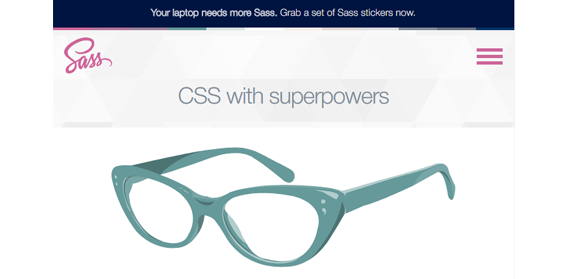 Your laptop needs more Sass. Grab a set of Sass stickers now.
Sass
CSS with superpowers